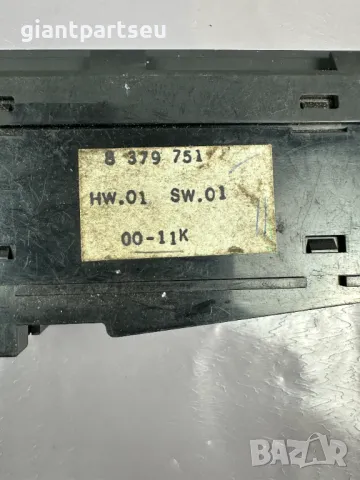 giantpartseu
8 379 751
HW.01 SW.01
00-11K
BAZAR